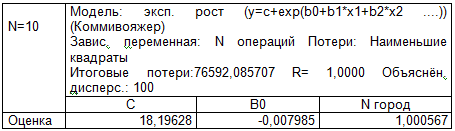 N=10
Модель: эксп. рост (y=c+exp(b0+b1*x1+b2*x2 ....))
(Коммивояжер)
Завис, переменная: N операций Потери: Наименьшие
квадраты
Итоговые потери:76592,085707 R= 1,0000 Объяснён,
дисперс.: 100
C B0 N город
Оценка 18,19628 -0,007985 1,000567